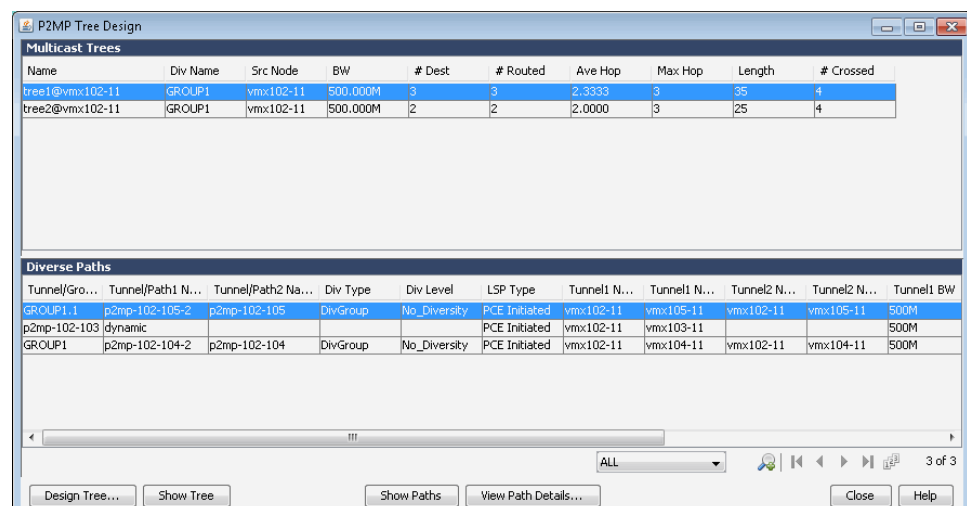 P2MP Tree Design
Multicast Trees
Name Div Name Src Node BW # Dest # Routed Ave Hop Max Hop Length # Crossed
tree1@vmx102-11 GROUP1 vmx102-11 500.000M 3 3 2.3333 3 35 4
tree2@vmx102-11 GROUP1 vmx102-11 500.000M 2 2 2.0000 3 25 4
Diverse Paths
Tunnel/Gro... Tunnel/Path1 N... Tunnel/Path2 Na... Div Type Div Level LSP Type Tunnel1 N... Tunnel1 N... Tunnel2 N... Tunnel2 N... Tunnel1 BW
GROUP1.1 p2mp-102-105-2 p2mp-102-105 DivGroup No_Diversity PCE Initiated vmx102-11 vmx105-11 vmx102-11 vmx105-11 500M
p2mp-102-103 dynamic PCE Initiated vmx102-11 vmx103-11 500M
GROUP1 p2mp-102-104-2 p2mp-102-104 DivGroup No_Diversity PCE Initiated vmx102-11 vmx104-11 vmx102-11 vmx104-11 500M
ALL 3 of 3
Design Tree... Show Tree Show Paths View Path Details... Close Help